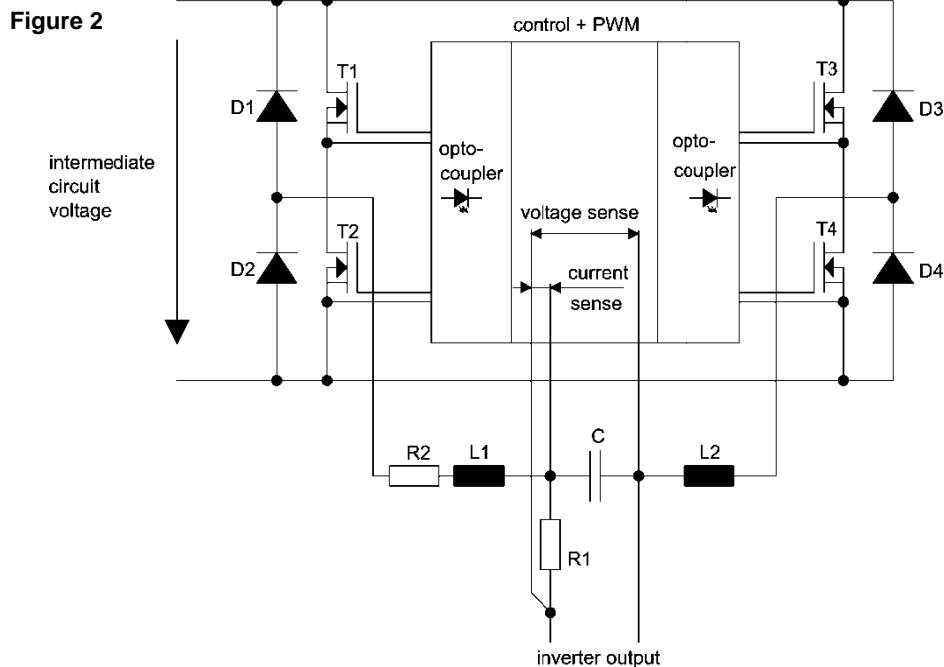 Figure 2
control + PWM
T1
T3
D1
D3
opto-
coupler
opto-
coupler
intermediate
circuit
voltage
voltage sense
T2
T4
D2
D4
current
sense
R2
L1
C
L2
R1
inverter output